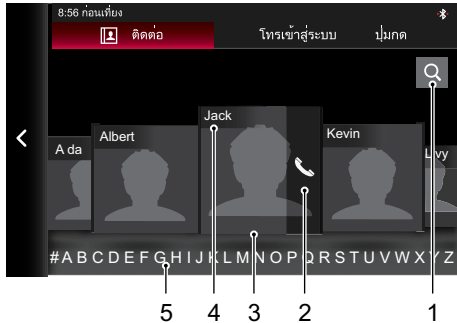 8:56 ก่อนเที่ยง
ติดต่อ โทรเข้าสู่ระบบ ปุ่มกด
Jack
Albert Kevin
A da Livy
#ABCDEFGHIJKLMNOPQRSTUVWXYZ
5 4 3 2 1